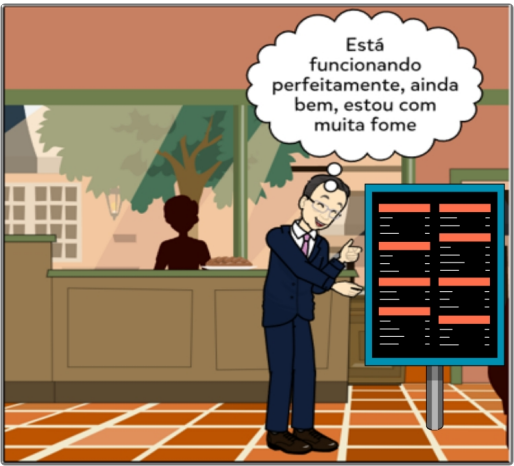 Está
funcionando
perfeitamente, ainda
bem, estou com
muita fome